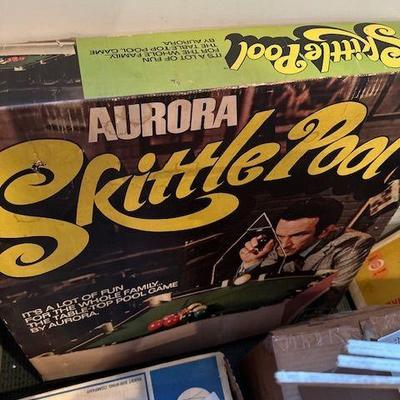 IT'S A LOT OF FUN
FOR THE WHOLE FAMILY.
THE TABLE-TOP POOL GAME
BY AURORA.
Skittle Pool
AURORA
Skittle Pool
IT'S A LOT OF FUN
FOR THE WHOLE FAMILY.
THE TABLE-TOP POOL GAME
BY AURORA.